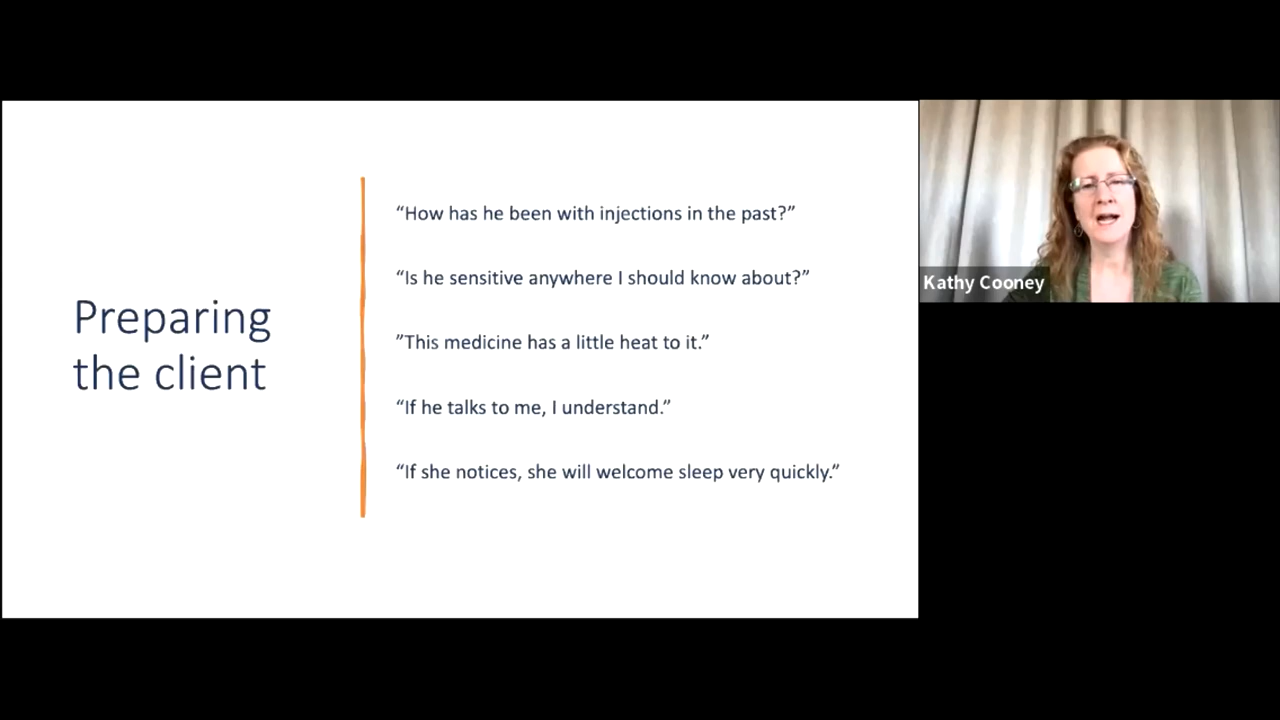 Preparing
the client
“How has he been with injections in the past?”
“Is he sensitive anywhere I should know about?”
”This medicine has a little heat to it.”
“If he talks to me, I understand.”
“If she notices, she will welcome sleep very quickly.”
Kathy Cooney